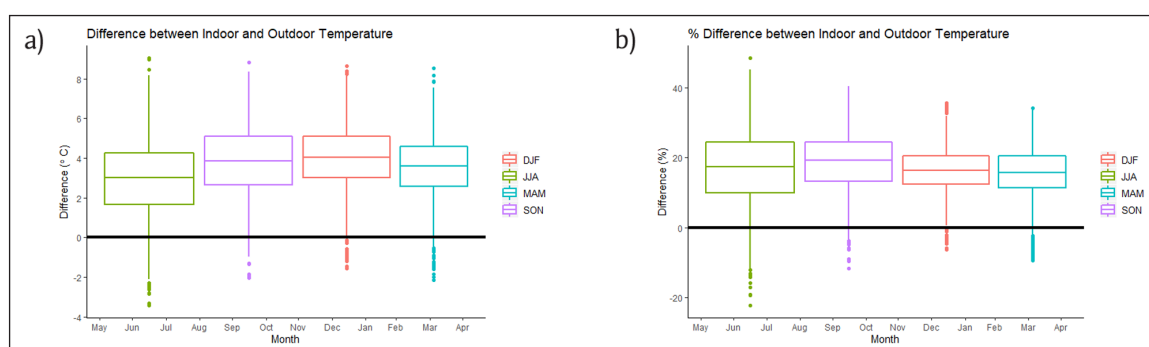 a)
Difference between Indoor and Outdoor Temperature
Difference (° C)
8
6
4
2
0
-2
-4
May Jun Jul Aug Sep Oct Nov Dec Jan Feb Mar Apr
Month
DJF
JJA
MAM
SON
b)
% Difference between Indoor and Outdoor Temperature
Difference (%)
40
20
0
-20
May Jun Jul Aug Sep Oct Nov Dec Jan Feb Mar Apr
Month
DJF
JJA
MAM
SON